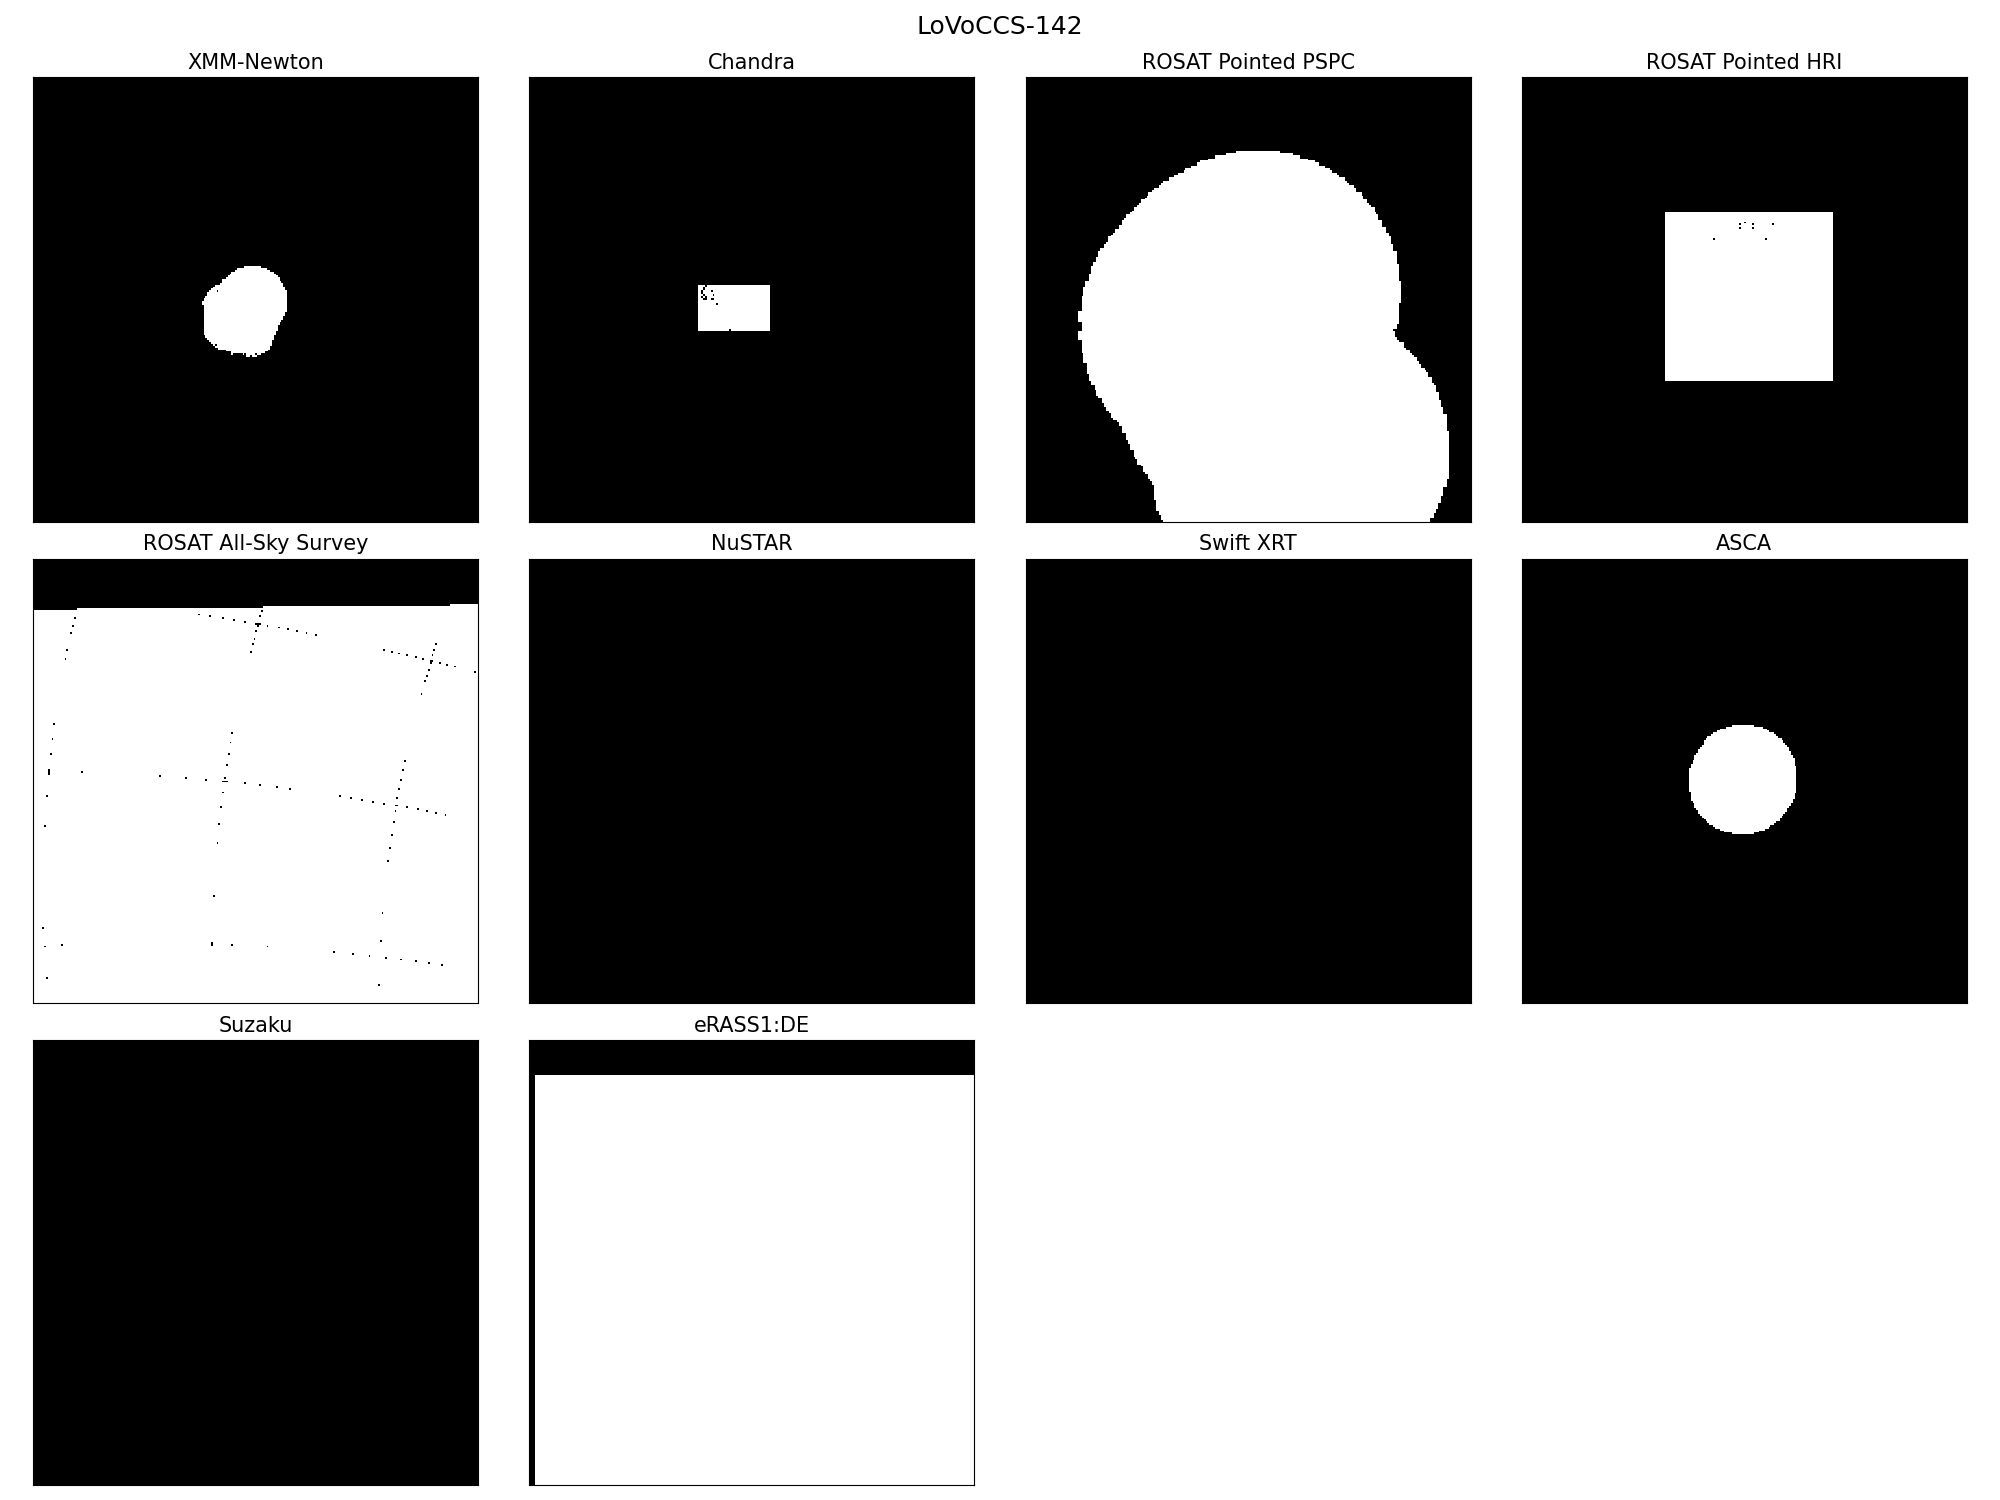 LoVoCCS-142
XMM-Newton
Chandra
ROSAT Pointed PSPC
ROSAT Pointed HRI
ROSAT All-Sky Survey
NuSTAR
Swift XRT
ASCA
Suzaku
eRASS1:DE